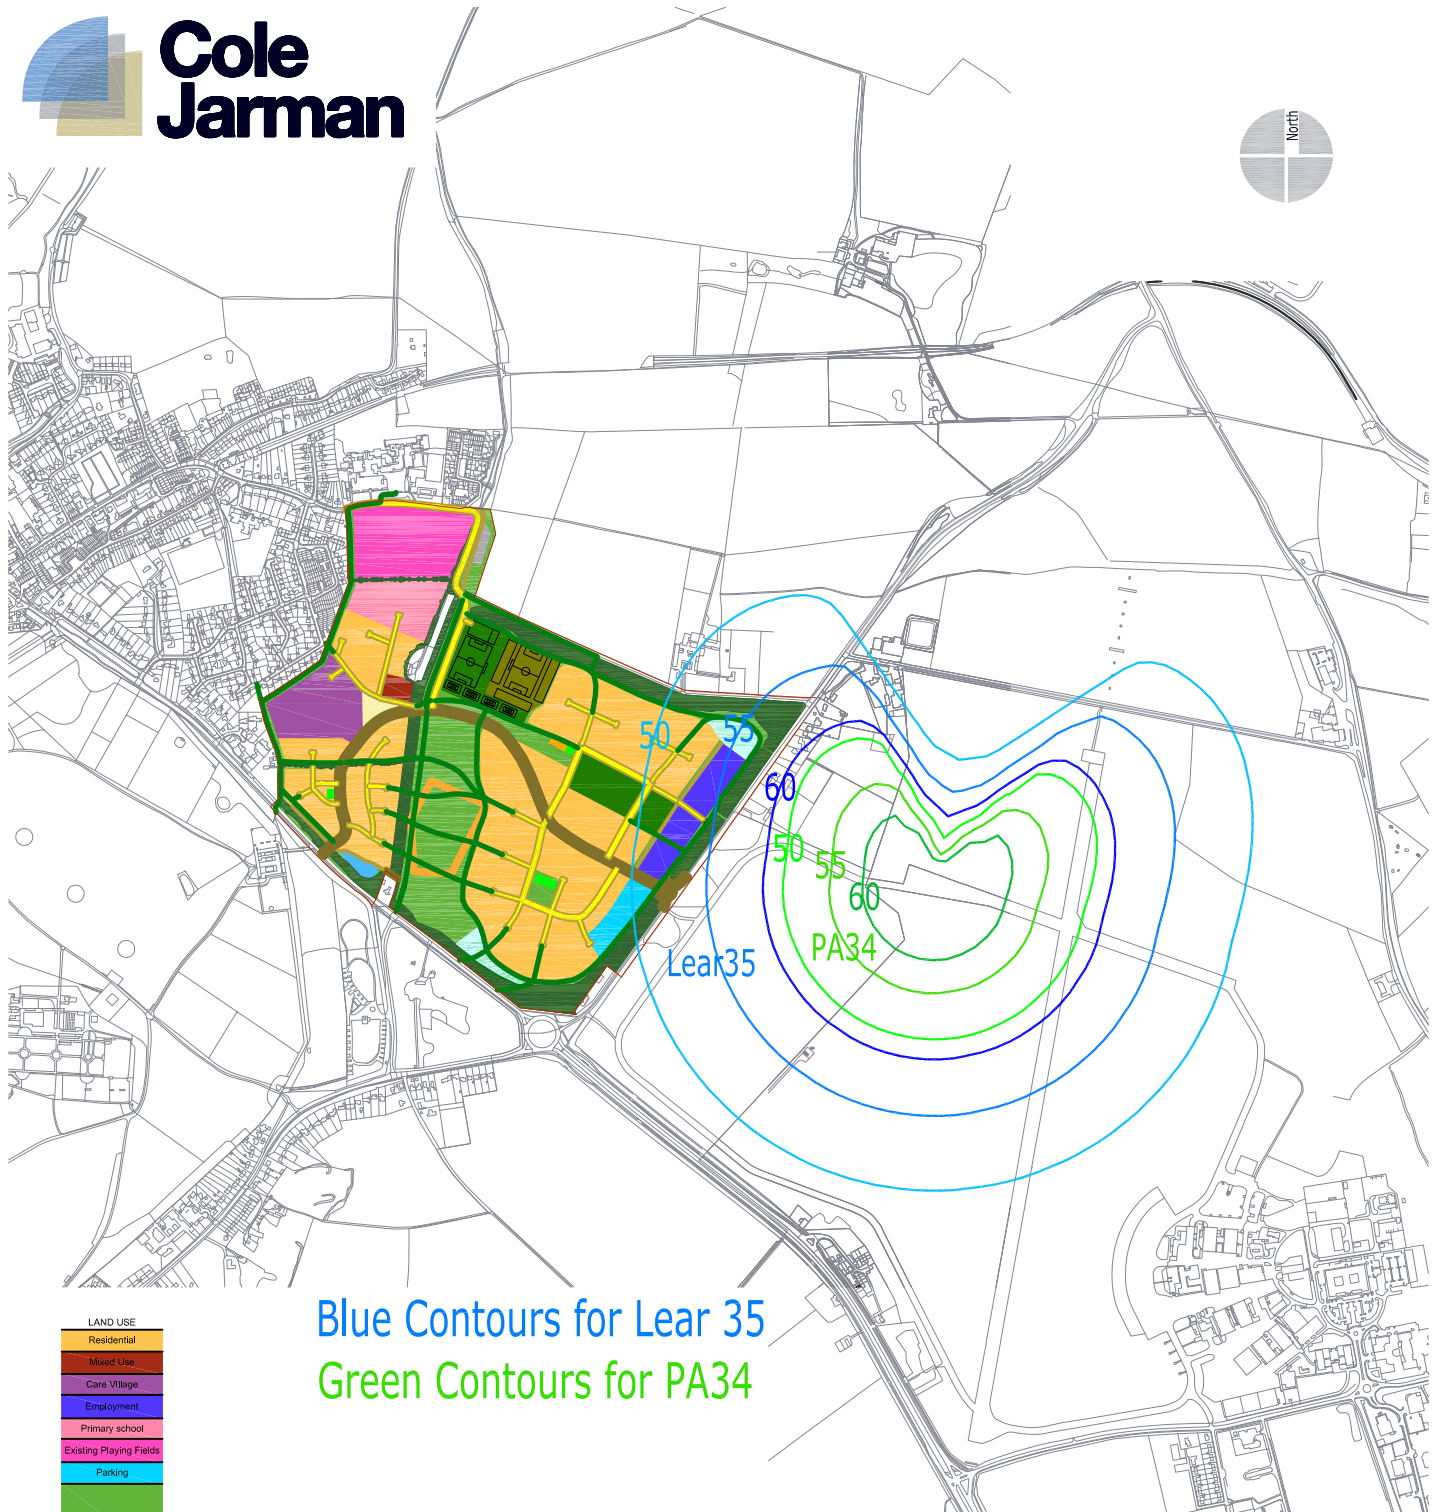 Cole
Jarman
North
50
55
60
50
55
60
PA34
Lear35
Blue Contours for Lear 35
Green Contours for PA34
LAND USE
Residential
Mixed Use
Care Village
Employment
Primary school
Existing Playing Fields
Parking